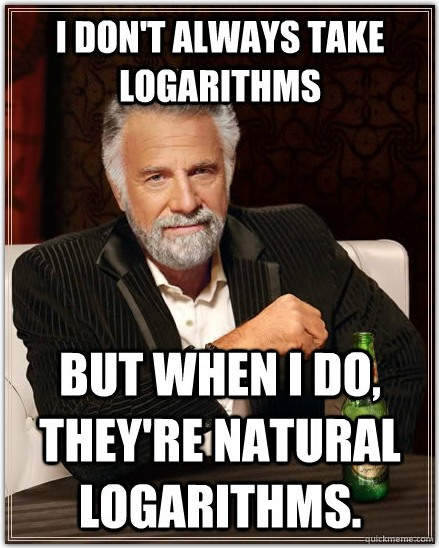 I DON'T ALWAYS TAKE
LOGARITHMS
BUT WHEN I DO,
THEY'RE NATURAL
LOGARITHMS.
quickmeme.com